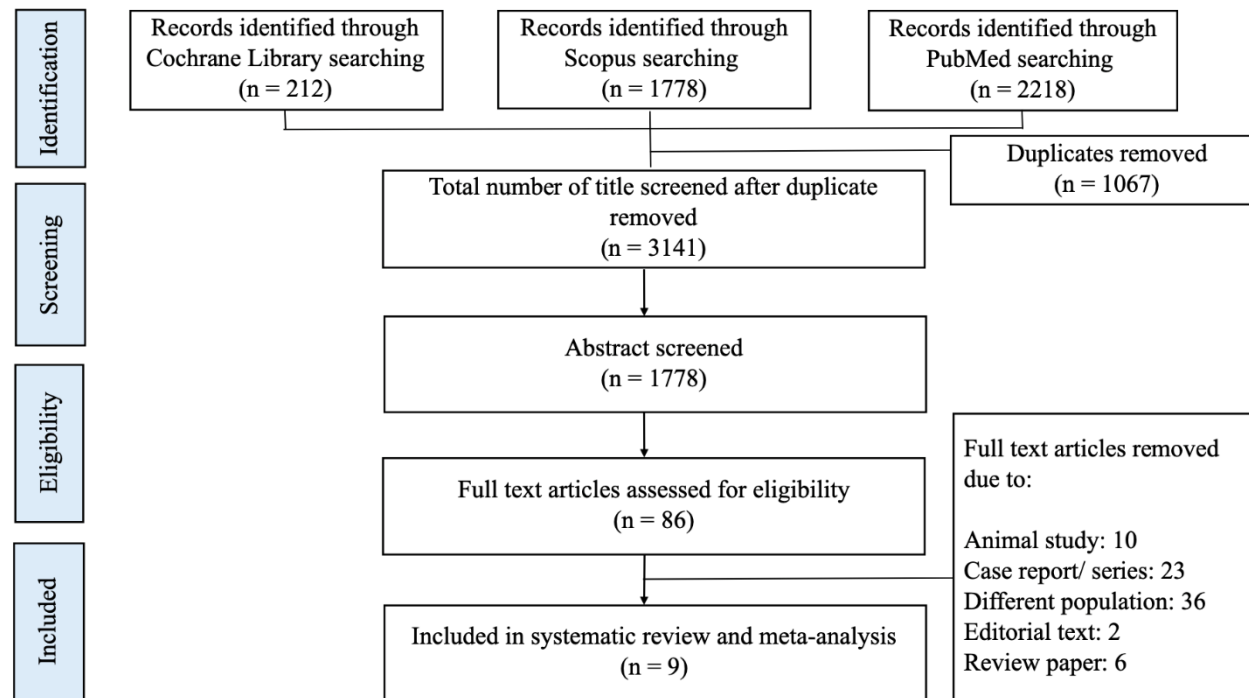 Identification
Records identified through
Cochrane Library searching
(n = 212)
Records identified through
Scopus searching
(n = 1778)
Records identified through
PubMed searching
(n = 2218)
Duplicates removed
(n = 1067)
Screening
Total number of title screened after duplicate
removed
(n = 3141)
Abstract screened
(n = 1778)
Eligibility
Full text articles assessed for eligibility
(n = 86)
Full text articles removed
due to:
Animal study: 10
Case report/ series: 23
Different population: 36
Editorial text: 2
Review paper: 6
Included
Included in systematic review and meta-analysis
(n = 9)